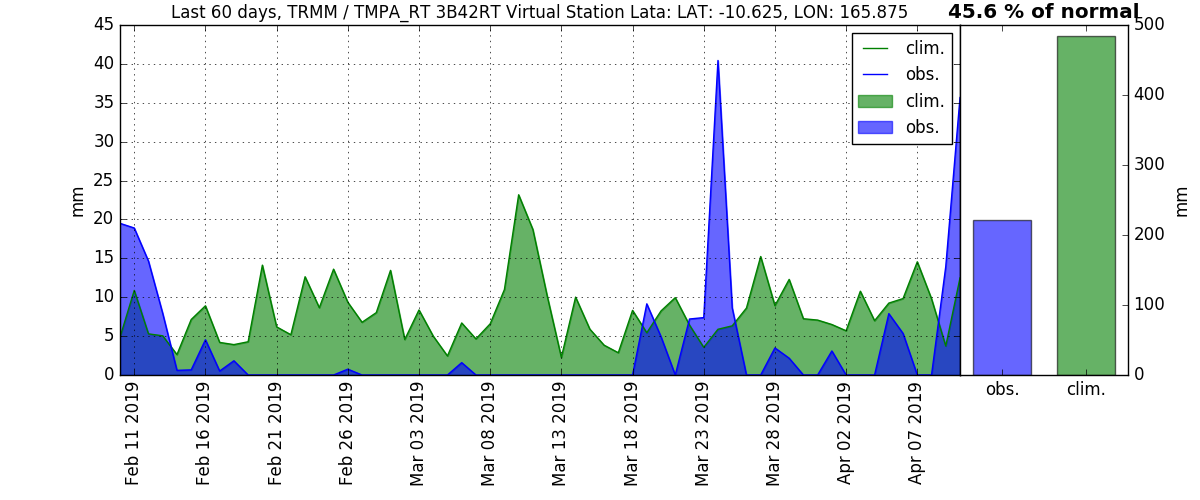 Last 60 days, TRMM / TMPA_RT 3B42RT Virtual Station Lata: LAT: -10.625, LON: 165.875
45.6 % of normal
45
40
35
30
25
20
15
10
5
0
mm
clim.
obs.
clim.
obs.
Feb 11 2019
Feb 16 2019
Feb 21 2019
Feb 26 2019
Mar 03 2019
Mar 08 2019
Mar 13 2019
Mar 18 2019
Mar 23 2019
Mar 28 2019
Apr 02 2019
Apr 07 2019
500
400
300
200
100
0
mm
obs.
clim.